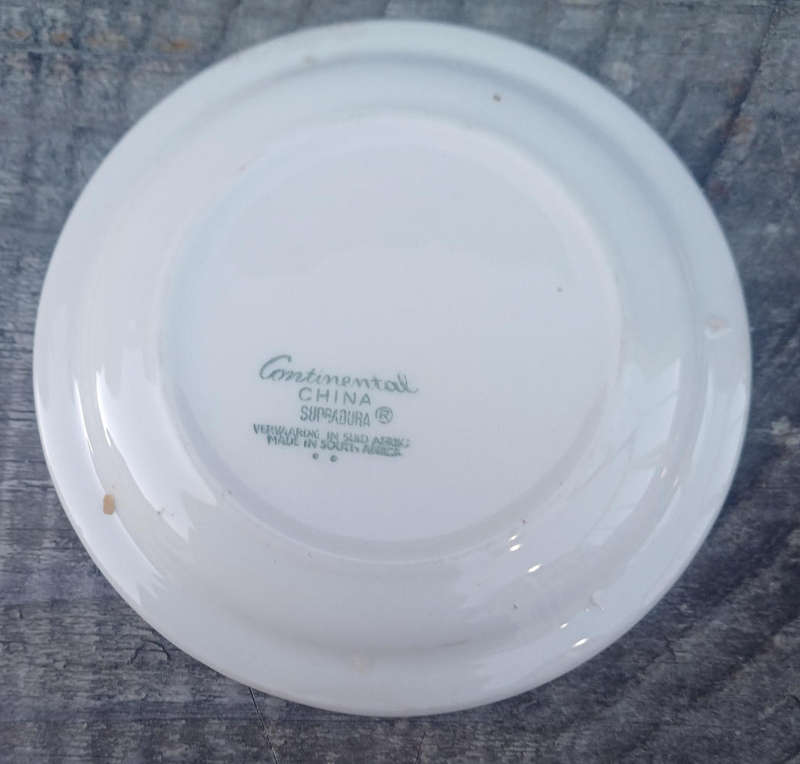 Continental
CHINA
SUPRADURA ®
VERVAARDIG IN SUID AFRIKA
MADE IN SOUTH AFRICA